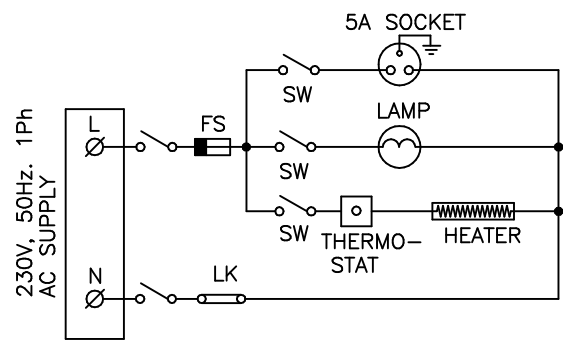 5A SOCKET
SW
LAMP
230V, 50Hz. 1Ph
AC SUPPLY
L
FS
SW
SW
THERMO-
STAT
HEATER
N
LK